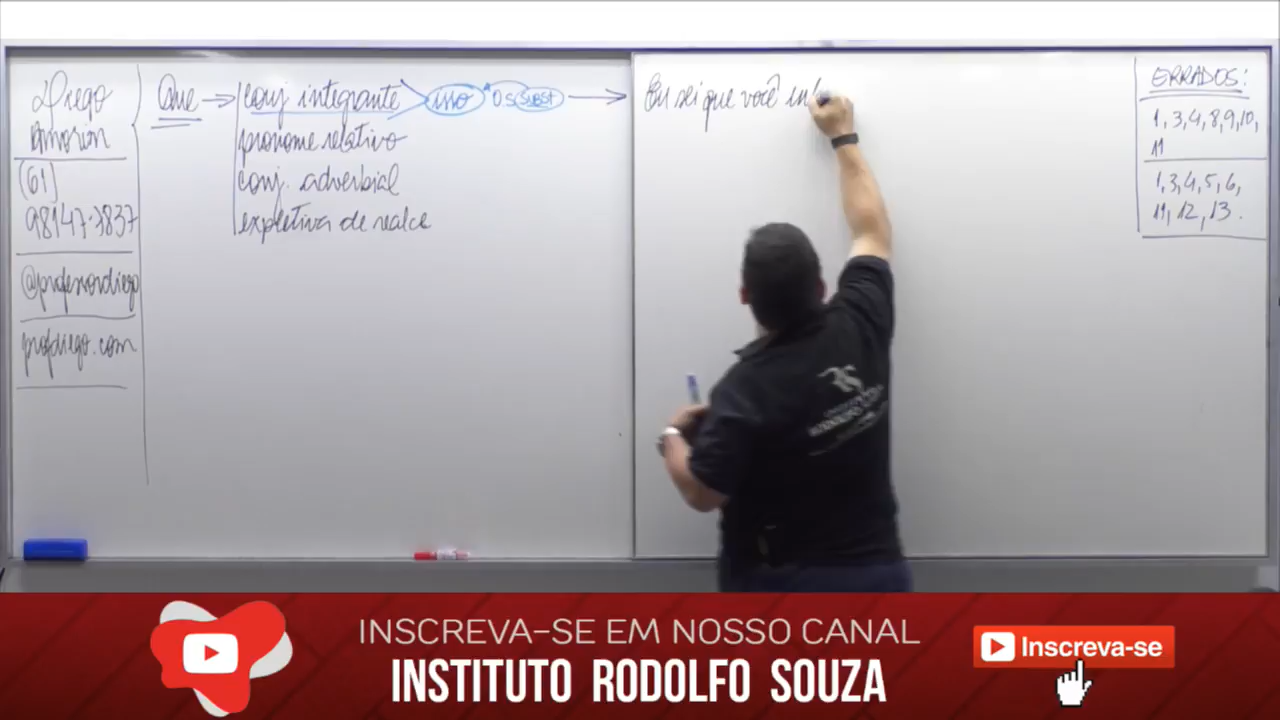 Diego
Amorim
(61)
98147-7837
@professordiego
profdiego.com
Que → conj. integrante isso OS(SUBST) →
pronome relativo
conj. adverbial
expletiva de realce
Eu sei que você
ERRADOS:
1, 3, 4, 8, 9, 10,
11
1, 3, 4, 5, 6,
11, 12, 13.
INSCREVA-SE EM NOSSO CANAL
INSTITUTO RODOLFO SOUZA
Inscreva-se